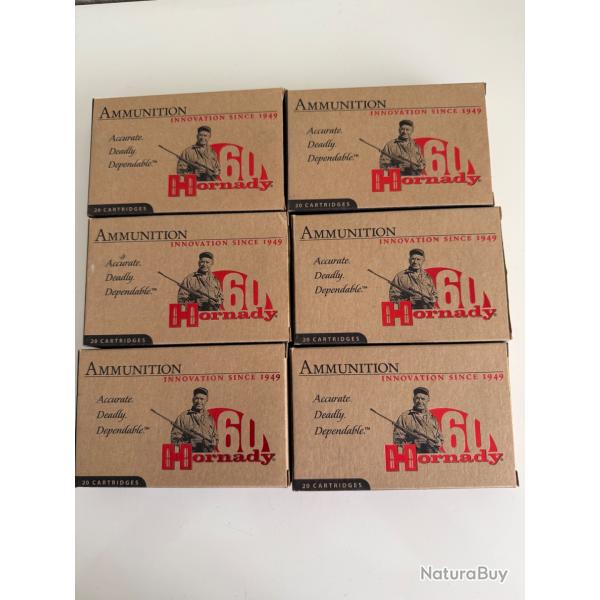 AMMUNITION
INNOVATION SINCE 1949
Accurate.
Deadly.
Dependable.™
60
Hornady
20 CARTRIDGES
AMMUNITION
INNOVATION SINCE 1949
Accurate.
Deadly.
Dependable.™
60
Hornady
20 CARTRIDGES
AMMUNITION
INNOVATION SINCE 1949
Accurate.
Deadly.
Dependable.™
60
Hornady
20 CARTRIDGES
AMMUNITION
INNOVATION SINCE 1949
Accurate.
Deadly.
Dependable.™
60
Hornady
20 CARTRIDGES
AMMUNITION
INNOVATION SINCE 1949
Accurate.
Deadly.
Dependable.™
60
Hornady
20 CARTRIDGES
AMMUNITION
INNOVATION SINCE 1949
Accurate.
Deadly.
Dependable.™
60
Hornady
20 CARTRIDGES
NaturaBuy